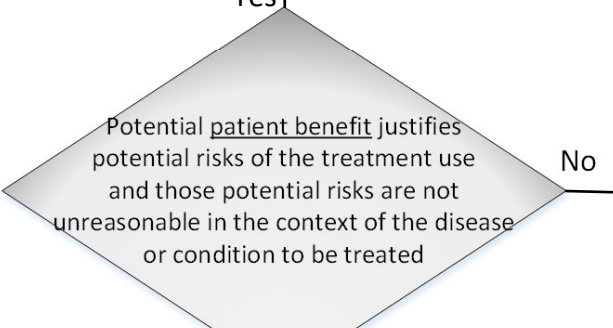 Yes
Potential patient benefit justifies
potential risks of the treatment use
No
and those potential risks are not
unreasonable in the context of the disease
or condition to be treated